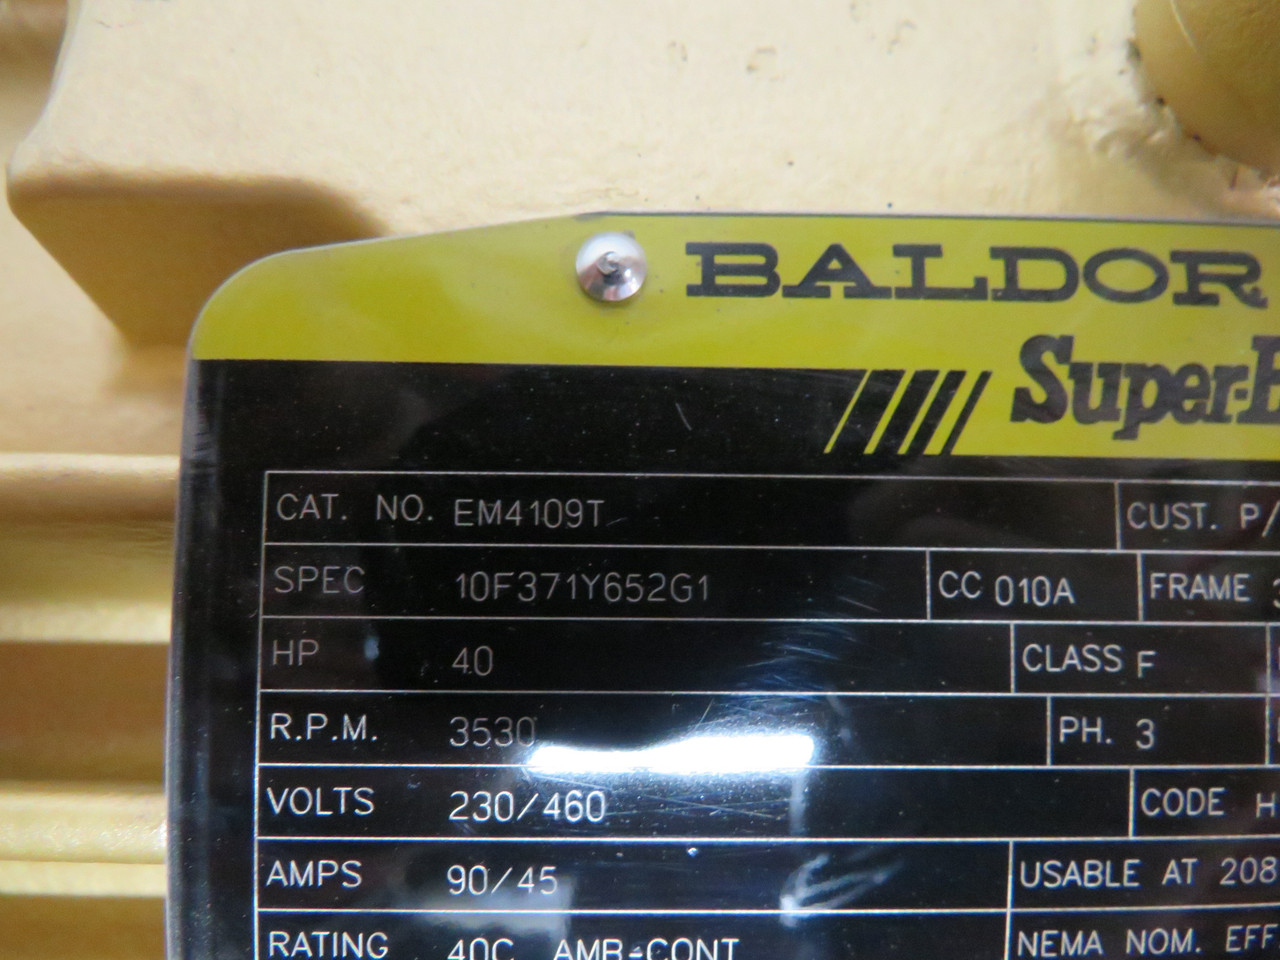 BALDOR
Super-E
CAT. NO. EM4109T CUST. P/
SPEC 10F371Y652G1 CC 010A FRAME
HP 40 CLASS F
R.P.M. 3530 PH. 3
VOLTS 230/460 CODE H
AMPS 90/45 USABLE AT 208
RATING 40C AMB-CONT NEMA NOM. EFF.